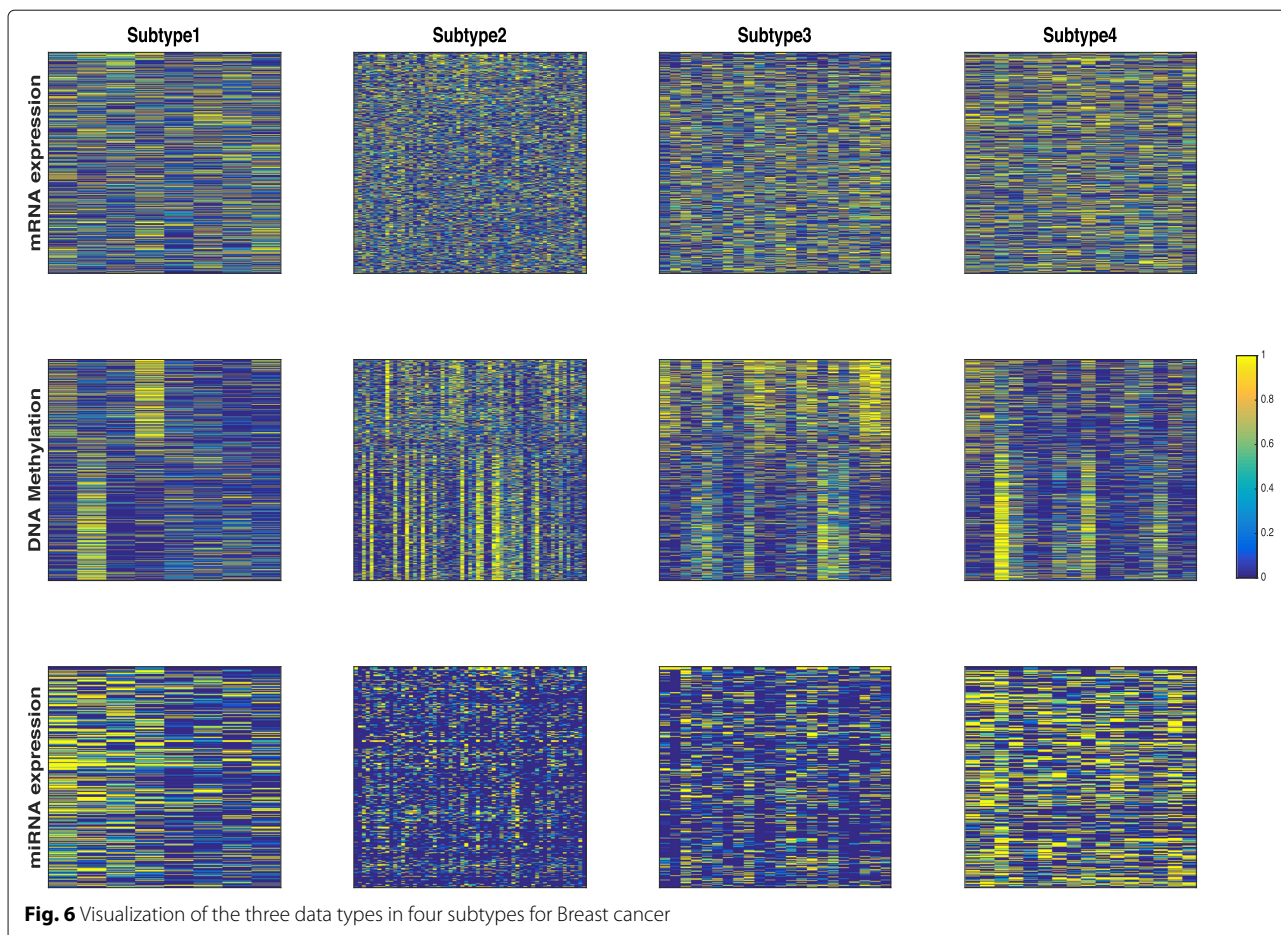 Subtype1 Subtype2 Subtype3 Subtype4
mRNA expression
DNA Methylation
1
0.8
0.6
0.4
0.2
0
miRNA expression
Fig. 6 Visualization of the three data types in four subtypes for Breast cancer